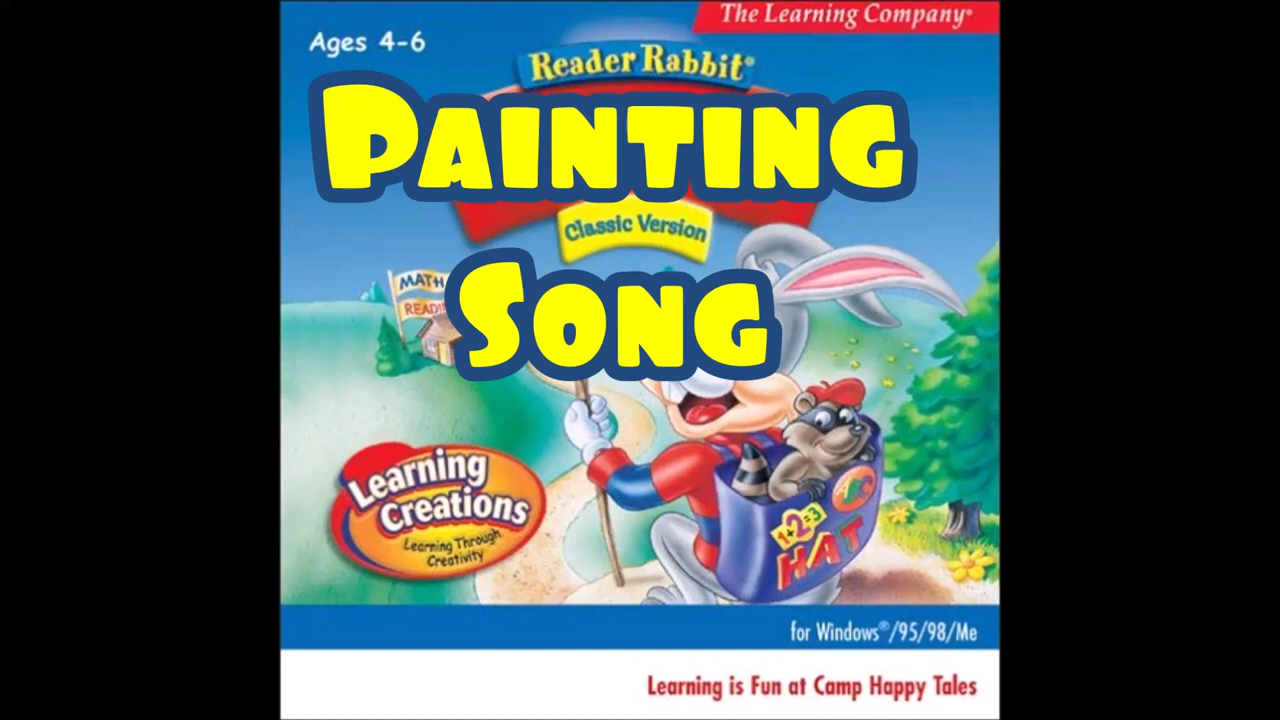 The Learning Company®
Ages 4-6
Reader Rabbit®
PAINTING
Classic Version
SONG
MATH
Learning
Creations
Learning Through
Creativity
1+2=3
ABC
HAT
for Windows®/95/98/Me
Learning is Fun at Camp Happy Tales